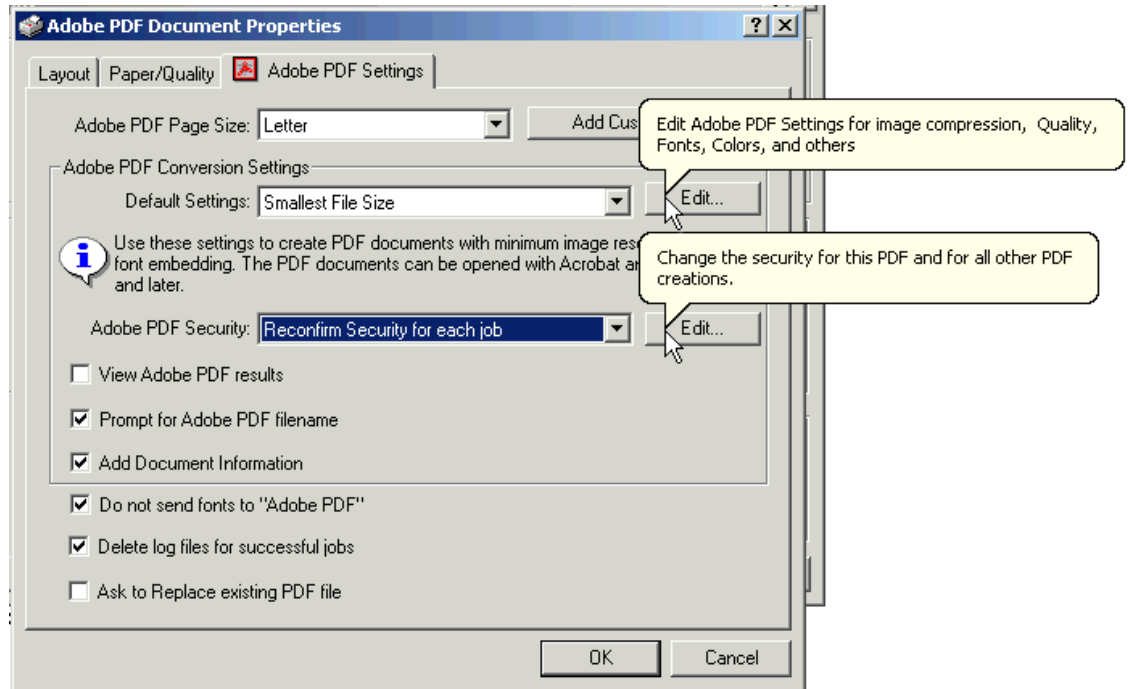 Adobe PDF Document Properties
Layout Paper/Quality Adobe PDF Settings
Adobe PDF Page Size: Letter Add Cus
Edit Adobe PDF Settings for image compression, Quality,
Fonts, Colors, and others
Adobe PDF Conversion Settings
Default Settings: Smallest File Size Edit...
Use these settings to create PDF documents with minimum image res
font embedding. The PDF documents can be opened with Acrobat an
and later.
Change the security for this PDF and for all other PDF
creations.
Adobe PDF Security: Reconfirm Security for each job Edit...
View Adobe PDF results
Prompt for Adobe PDF filename
Add Document Information
Do not send fonts to "Adobe PDF"
Delete log files for successful jobs
Ask to Replace existing PDF file
OK Cancel